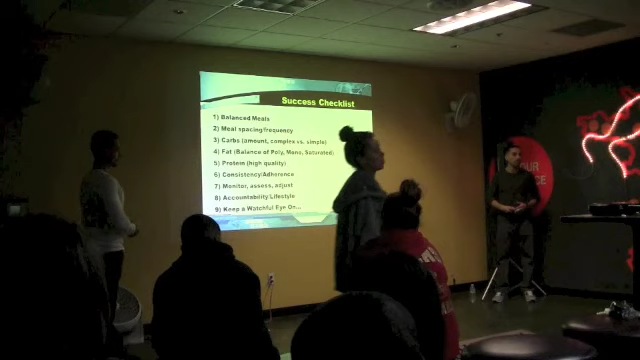 Success Checklist
1) Balanced Meals
2) Meal spacing/frequency
3) Carbs (amount, complex vs. simple)
4) Fat (Balance of Poly, Mono, Saturated)
5) Protein (high quality)
6) Consistency/Adherence
7) Monitor, assess, adjust
8) Accountability/Lifestyle
9) Keep a Watchful Eye On...
OUR